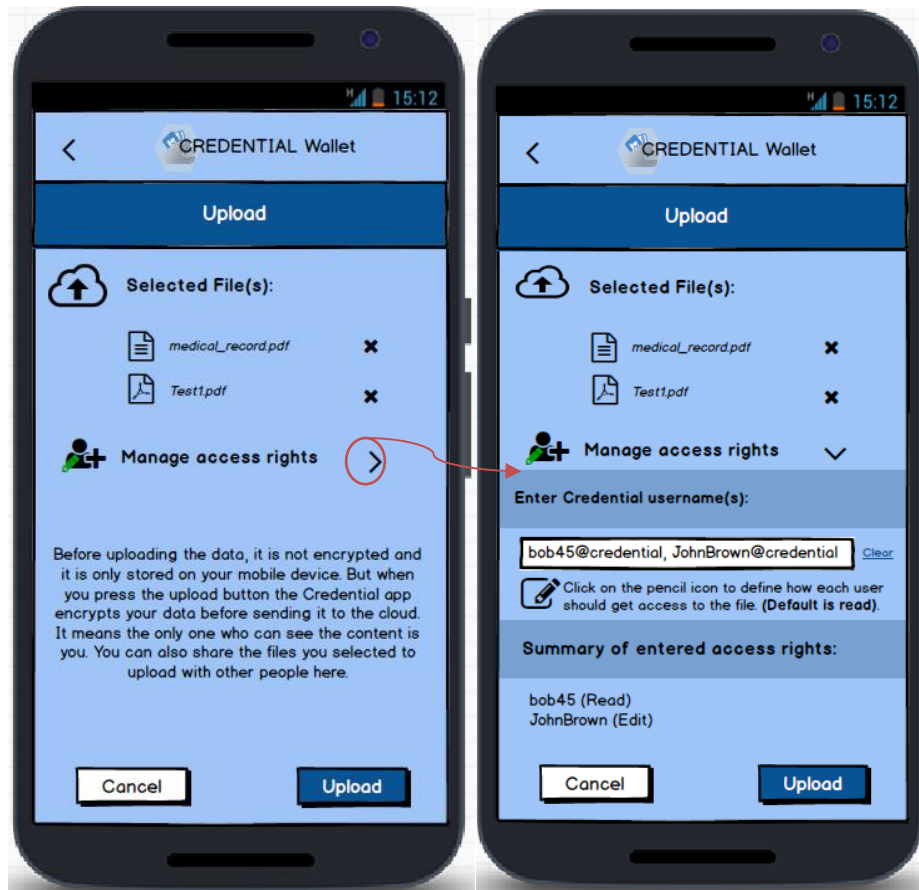 H 15:12
CREDENTIAL Wallet
Upload
Selected File(s):
medical_record.pdf
Test1.pdf
Manage access rights
Before uploading the data, it is not encrypted and
it is only stored on your mobile device. But when
you press the upload button the Credential app
encrypts your data before sending it to the cloud.
It means the only one who can see the content is
you. You can also share the files you selected to
upload with other people here.
Cancel Upload
H 15:12
CREDENTIAL Wallet
Upload
Selected File(s):
medical_record.pdf
Test1.pdf
Manage access rights
Enter Credential username(s):
bob45@credential, JohnBrown@credential Clear
Click on the pencil icon to define how each user
should get access to the file. (Default is read).
Summary of entered access rights:
bob45 (Read)
JohnBrown (Edit)
Cancel Upload